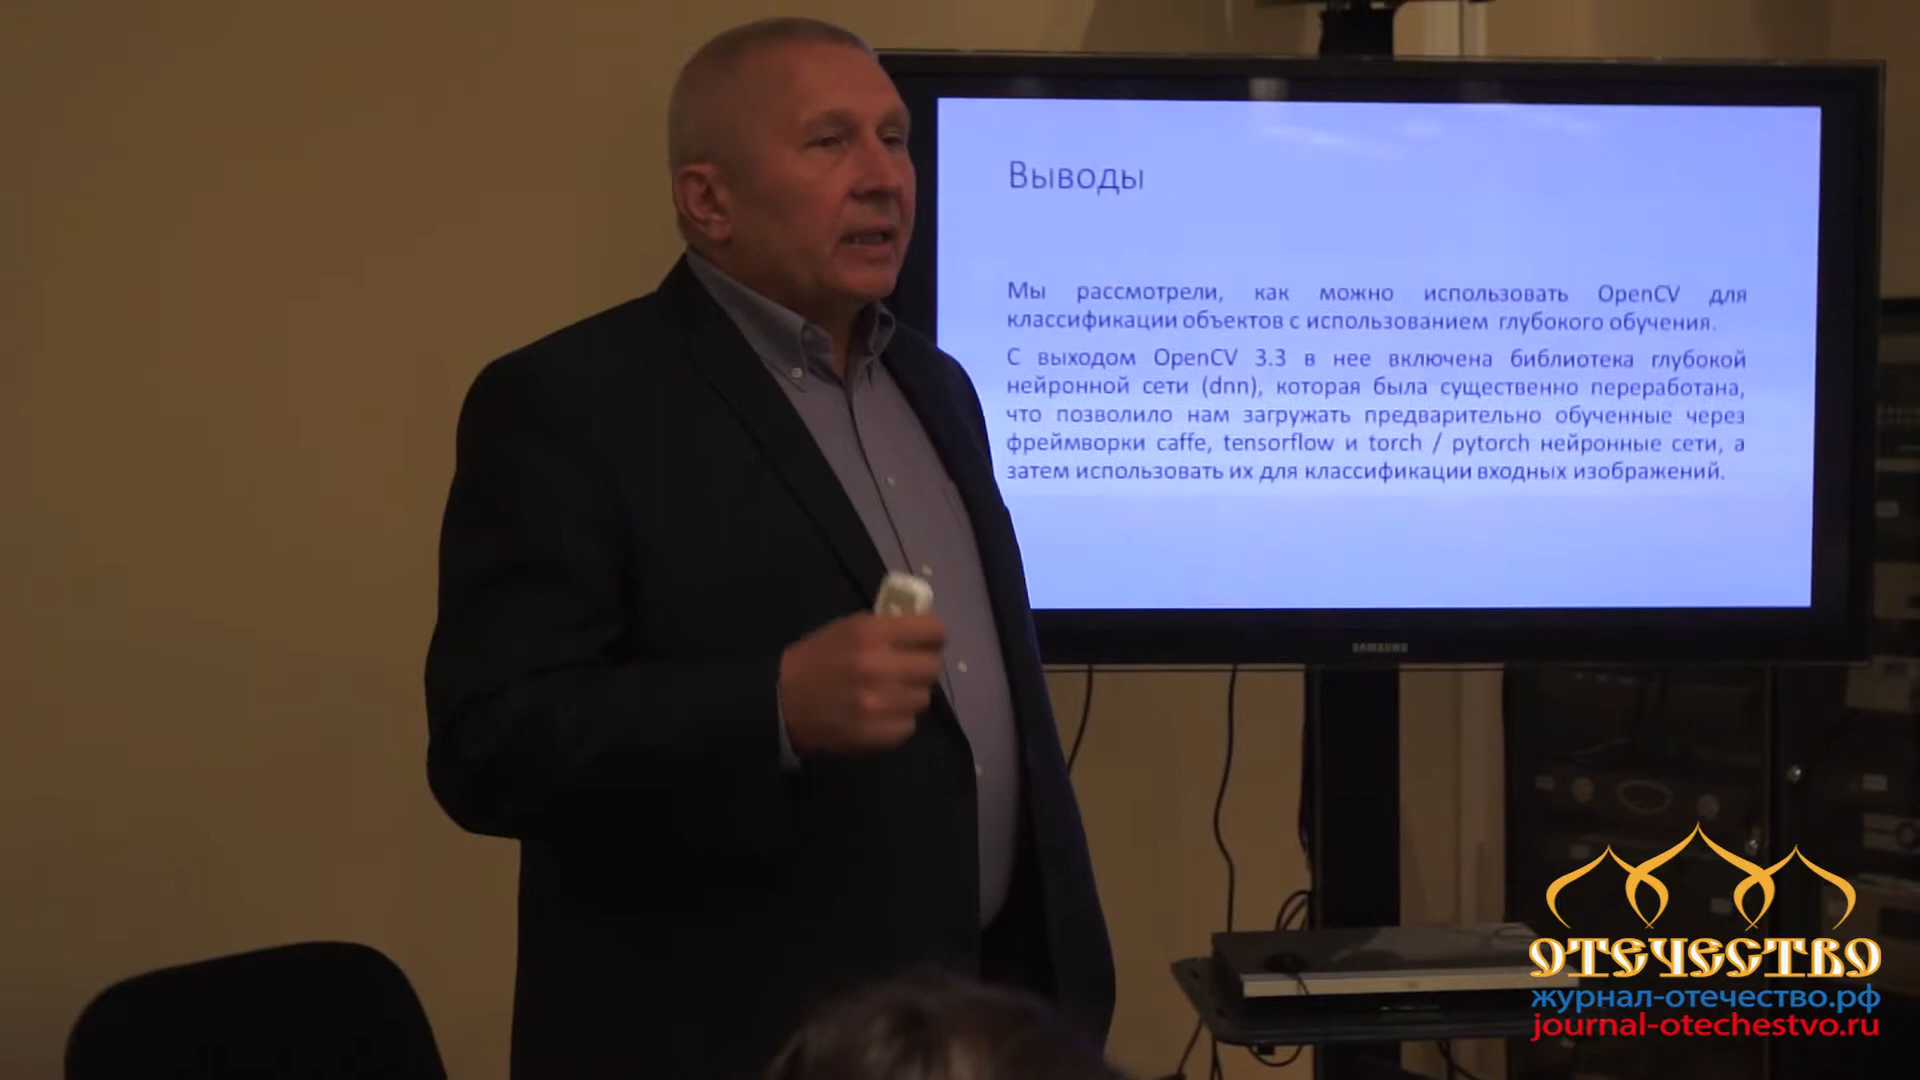 Выводы
Мы рассмотрели, как можно использовать OpenCV для
классификации объектов с использованием глубокого обучения.
С выходом OpenCV 3.3 в нее включена библиотека глубокой
нейронной сети (dnn), которая была существенно переработана,
что позволило нам загружать предварительно обученные через
фреймворки caffe, tensorflow и torch / pytorch нейронные сети, а
затем использовать их для классификации входных изображений.
SAMSUNG
ОТЕЧЕСТВО
журнал-отечество.рф
journal-otechestvo.ru